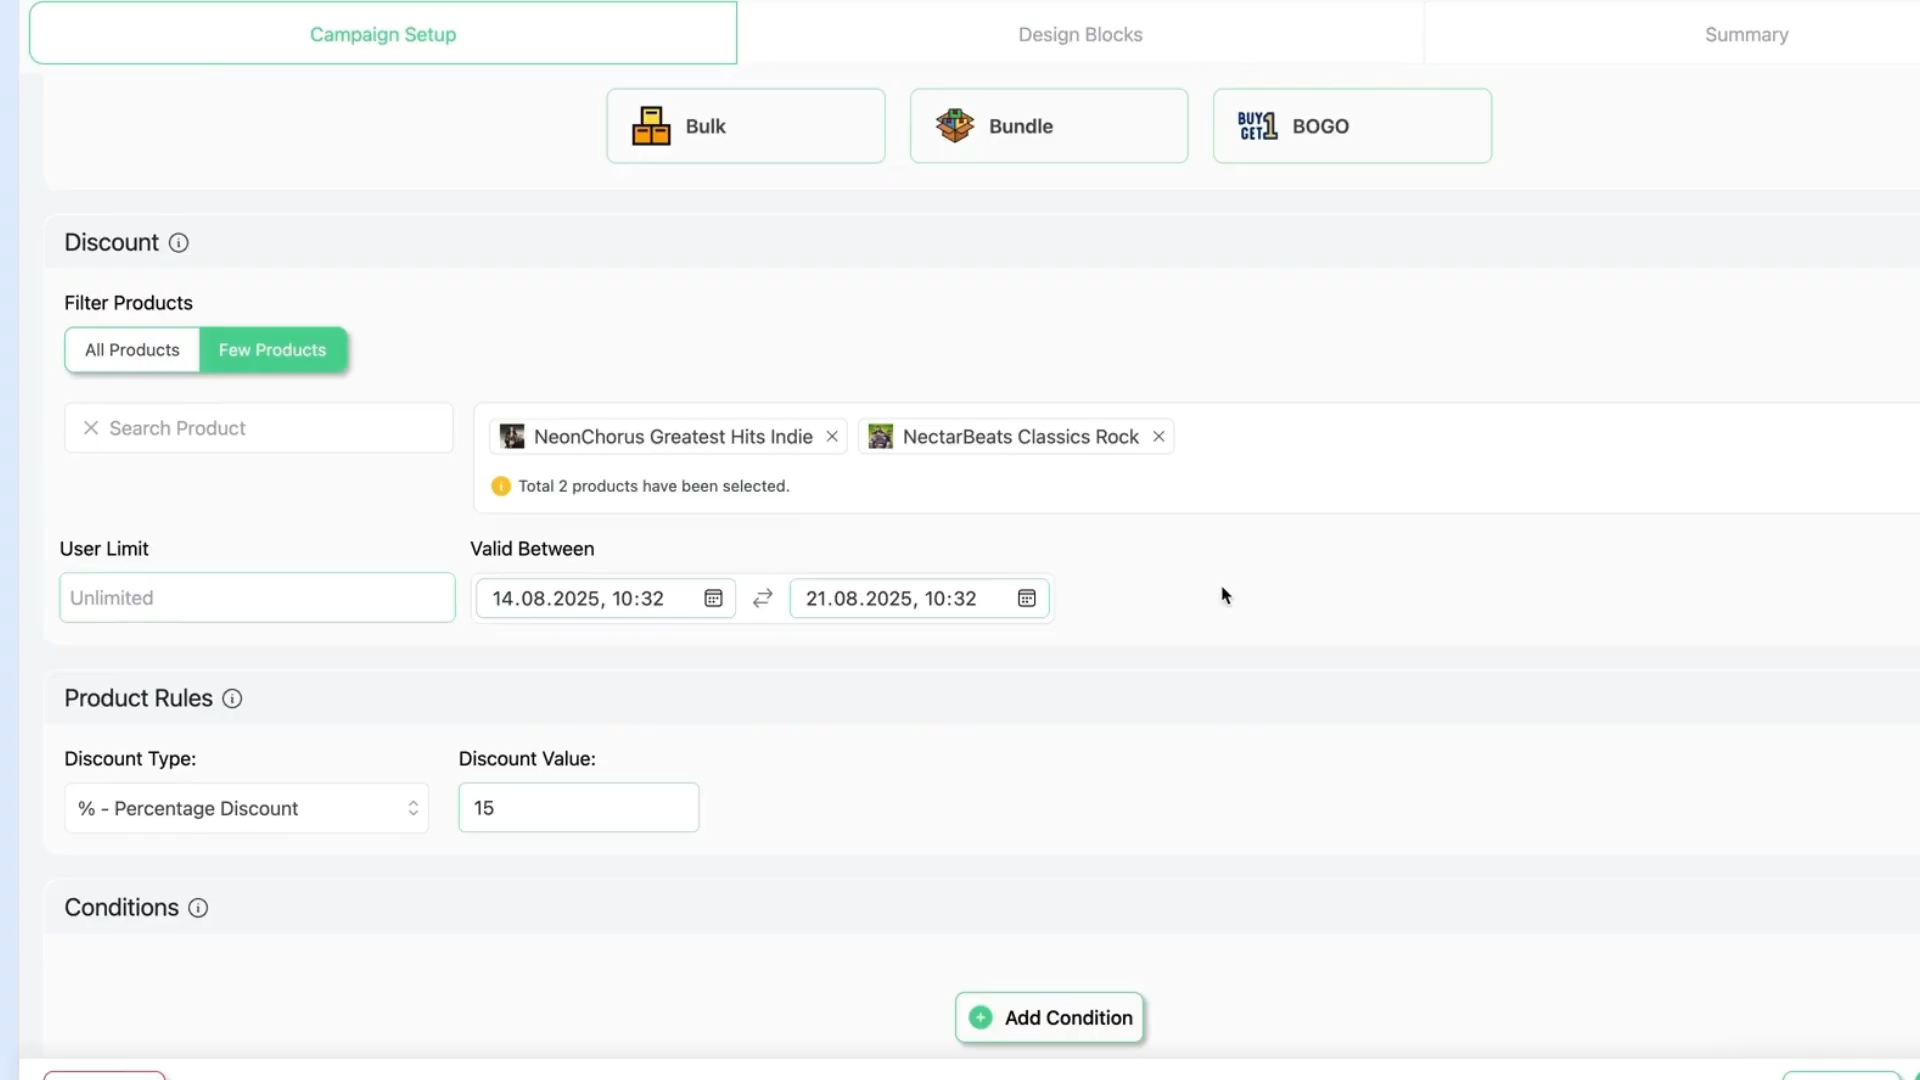 Campaign Setup
Design Blocks
Summary
Bulk
Bundle
BUY 1
GET
BOGO
Discount
Filter Products
All Products
Few Products
Search Product
NeonChorus Greatest Hits Indie
NectarBeats Classics Rock
Total 2 products have been selected.
User Limit
Valid Between
Unlimited
14.08.2025, 10:32
21.08.2025, 10:32
Product Rules
Discount Type:
Discount Value:
% - Percentage Discount
15
Conditions
Add Condition